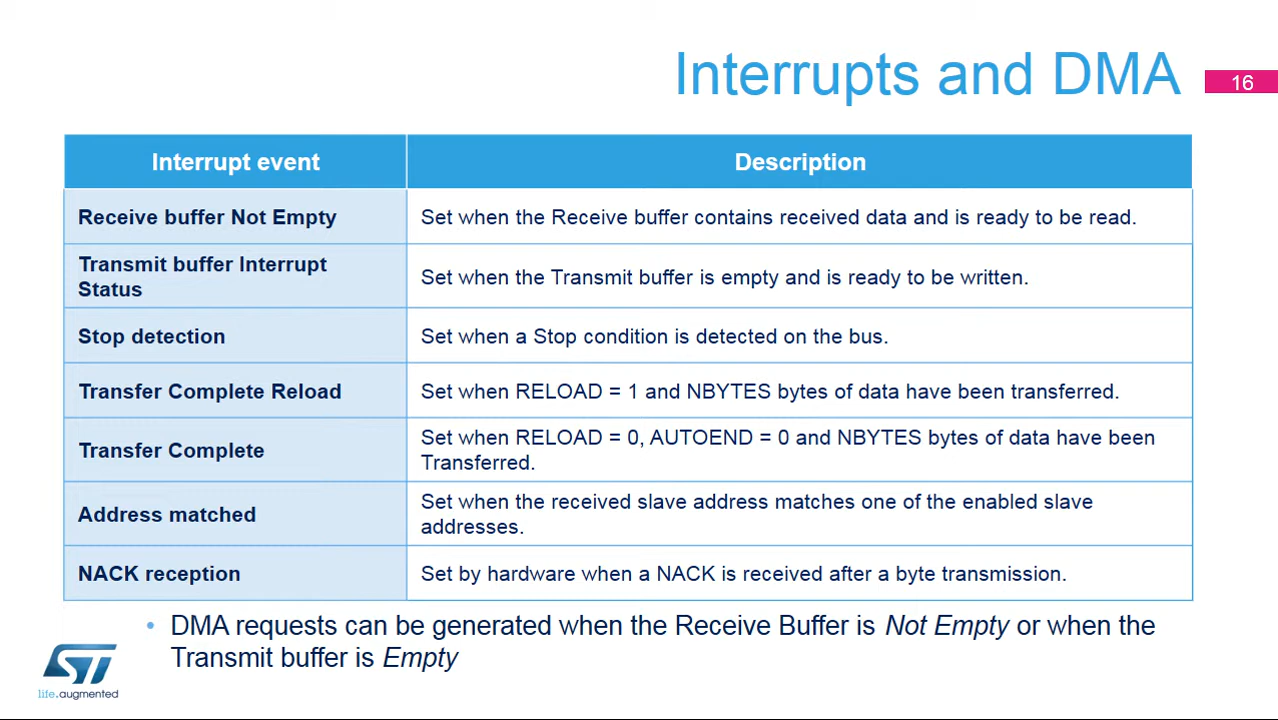 Interrupts and DMA
16
Interrupt event
Description
Receive buffer Not Empty
Set when the Receive buffer contains received data and is ready to be read.
Transmit buffer Interrupt
Status
Set when the Transmit buffer is empty and is ready to be written.
Stop detection
Set when a Stop condition is detected on the bus.
Transfer Complete Reload
Set when RELOAD = 1 and NBYTES bytes of data have been transferred.
Transfer Complete
Set when RELOAD = 0, AUTOEND = 0 and NBYTES bytes of data have been
Transferred.
Address matched
Set when the received slave address matches one of the enabled slave
addresses.
NACK reception
Set by hardware when a NACK is received after a byte transmission.
• DMA requests can be generated when the Receive Buffer is Not Empty or when the
Transmit buffer is Empty
ST
life.augmented